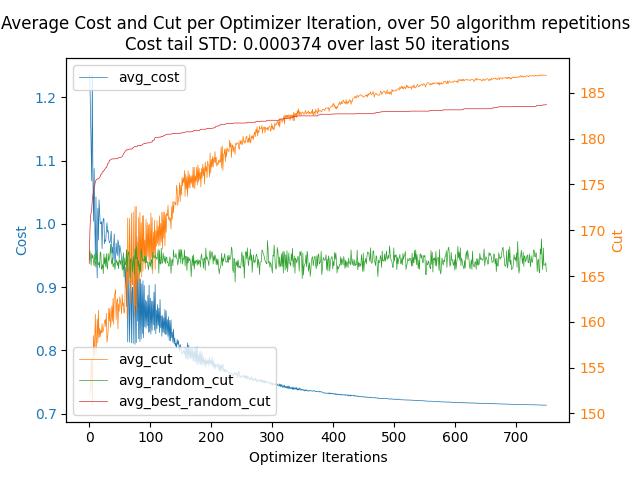 Average Cost and Cut per Optimizer Iteration, over 50 algorithm repetitions
Cost tail STD: 0.000374 over last 50 iterations
avg_cost
1.2
1.1
1.0
0.9
0.8
0.7
Cost
185
180
175
170
165
160
155
150
Cut
avg_cut
avg_random_cut
avg_best_random_cut
0 100 200 300 400 500 600 700
Optimizer Iterations